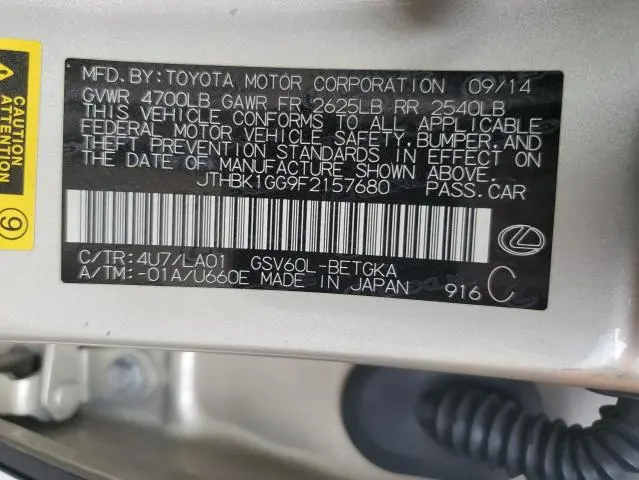 MFD. BY: TOYOTA MOTOR CORPORATION 09/14
GVWR 4700LB GAWR FR 2625LB RR 2540LB
THIS VEHICLE CONFORMS TO ALL APPLICABLE
FEDERAL MOTOR VEHICLE SAFETY, BUMPER, AND
THEFT PREVENTION STANDARDS IN EFFECT ON
THE DATE OF MANUFACTURE SHOWN ABOVE.
JTHBK1GG9F2157680 PASS. CAR
C/TR: 4U7/LA01 GSV60L-BETGKA
A/TM: -01A/U660E MADE IN JAPAN
916 C
9